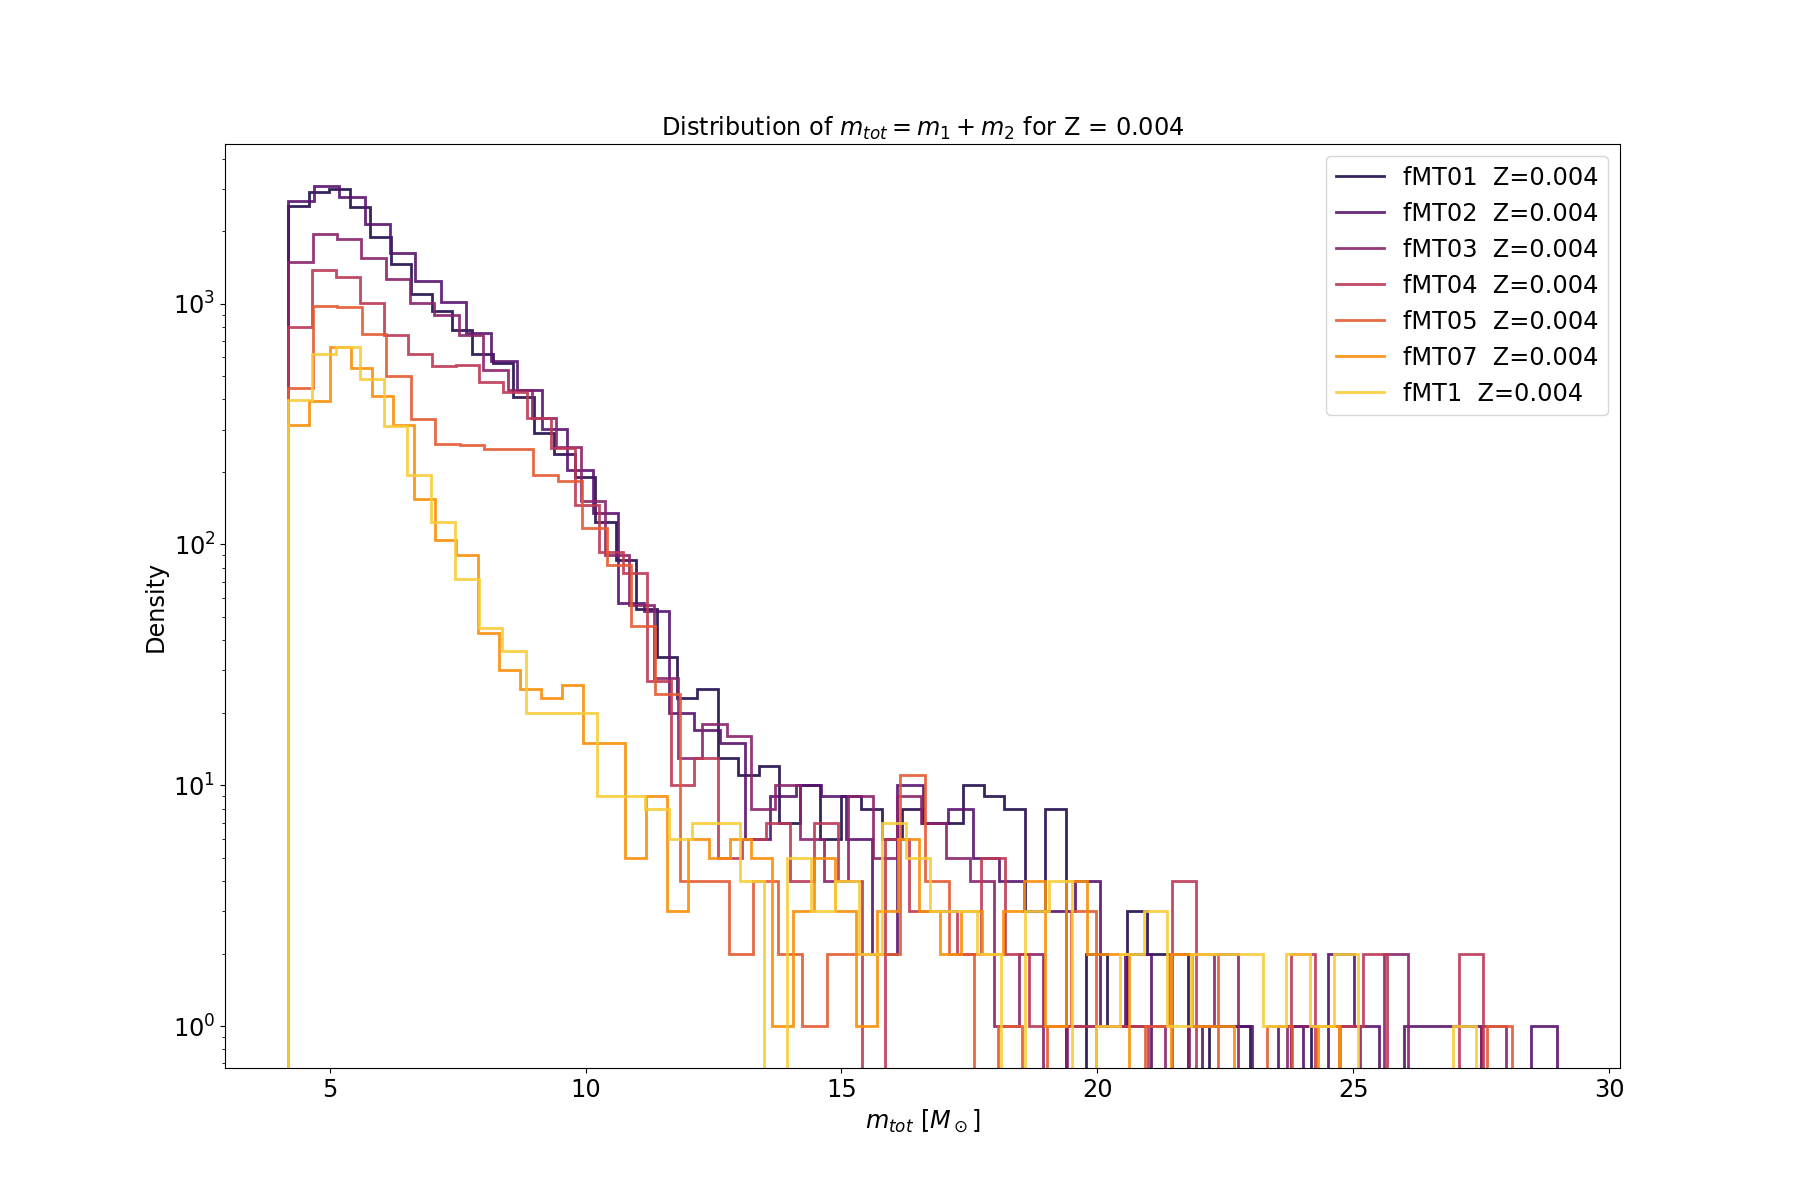 Distribution of m_tot = m_1 + m_2 for Z = 0.004
fMT01 Z=0.004
fMT02 Z=0.004
fMT03 Z=0.004
fMT04 Z=0.004
fMT05 Z=0.004
fMT07 Z=0.004
fMT1 Z=0.004
Density
10^3
10^2
10^1
10^0
5 10 15 20 25 30
m_tot [M_⊙]